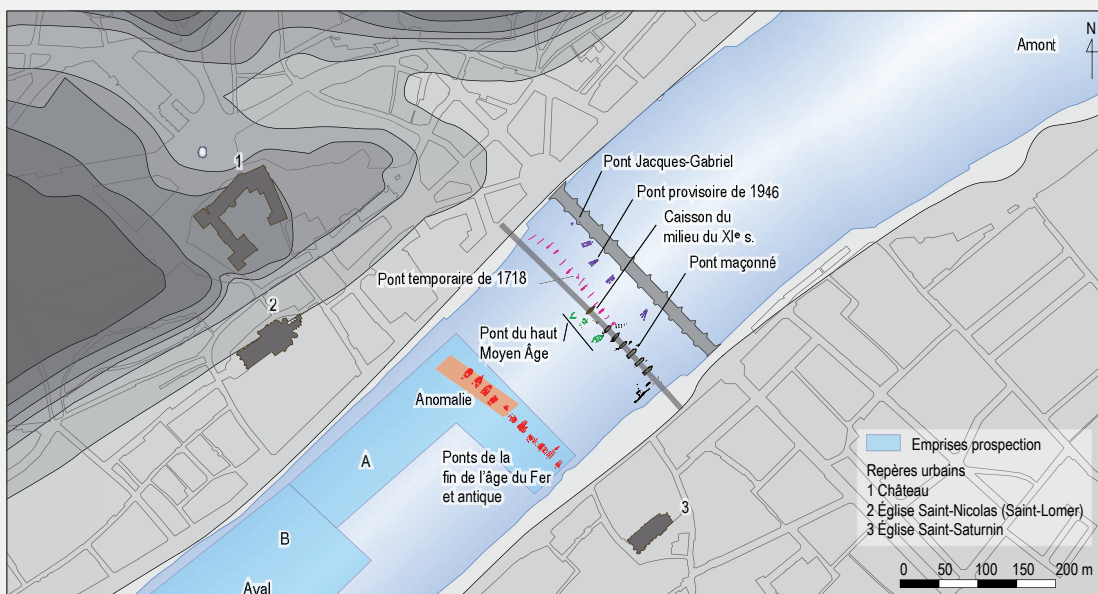 Amont
N
1
Pont Jacques-Gabriel
Pont provisoire de 1946
Caisson du
milieu du XIᵉ s.
Pont maçonné
Pont temporaire de 1718
2
Pont du haut
Moyen Âge
Anomalie
A
Ponts de la
fin de l'âge du Fer
et antique
B
Aval
3
Emprises prospection
Repères urbains
1 Château
2 Église Saint-Nicolas (Saint-Lomer)
3 Église Saint-Saturnin
0 50 100 150 200 m